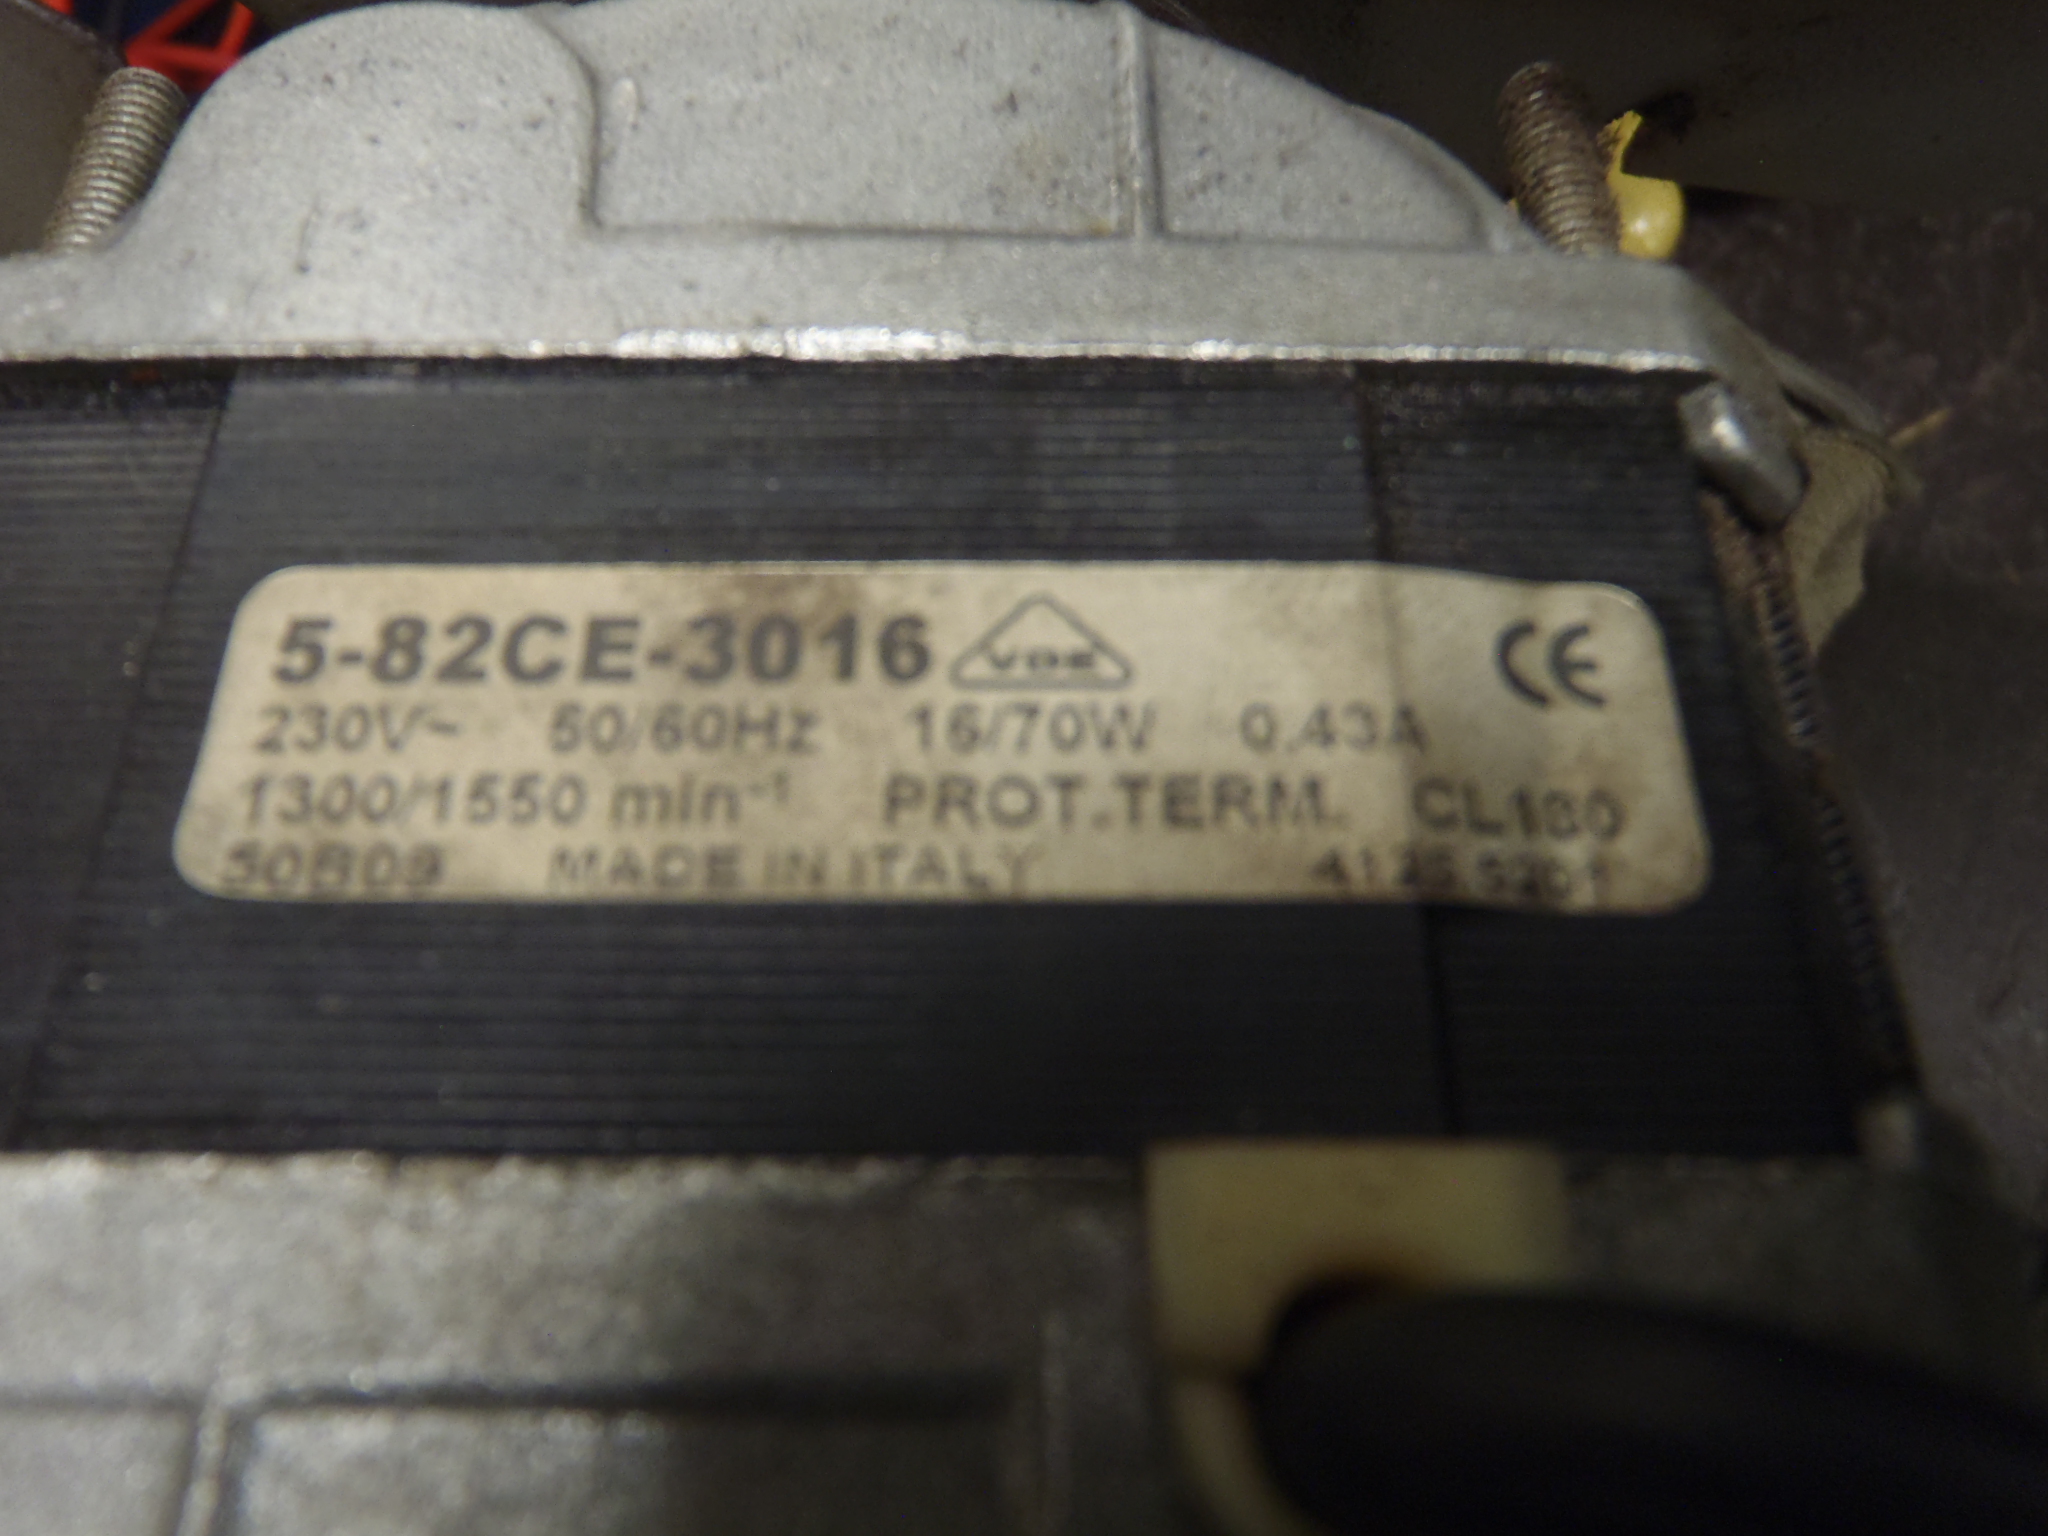 5-82CE-3016 VDE CE
230V~ 50/60Hz 16/70W 0.43A
1300/1550 min⁻¹ PROT.TERM. CL180
50B09 MADE IN ITALY